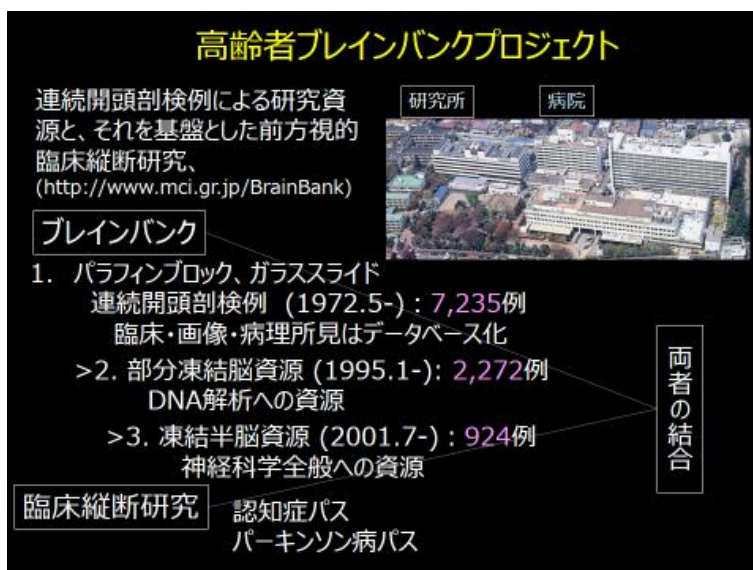 高齢者ブレインバンクプロジェクト
連続開頭剖検例による研究資
源と、それを基盤とした前方視的
臨床縦断研究、
(http://www.mci.gr.jp/BrainBank)
研究所
病院
ブレインバンク
1. パラフィンブロック、ガラススライド
連続開頭剖検例 (1972.5-) : 7,235例
臨床・画像・病理所見はデータベース化
>2. 部分凍結脳資源 (1995.1-): 2,272例
DNA解析への資源
>3. 凍結半脳資源 (2001.7-) : 924例
神経科学全般への資源
両者の結合
臨床縦断研究
認知症パス
パーキンソン病パス